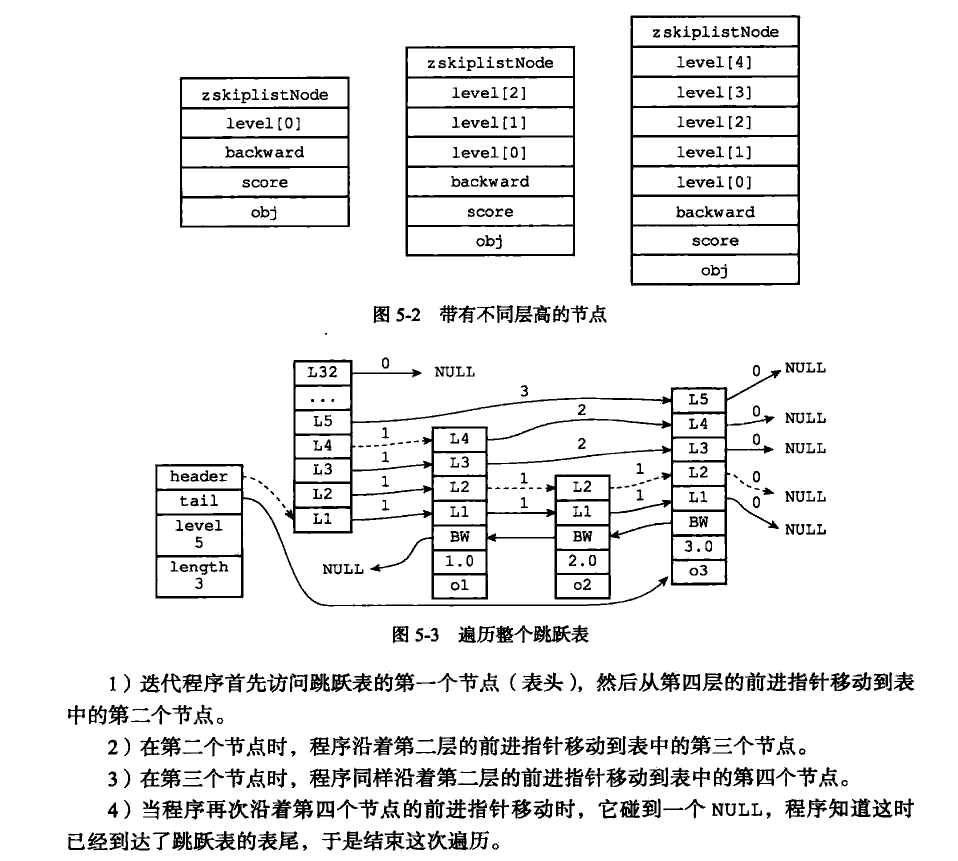 zskiplistNode
level[0]
backward
score
obj
zskiplistNode
level[2]
level[1]
level[0]
backward
score
obj
zskiplistNode
level[4]
level[3]
level[2]
level[1]
level[0]
backward
score
obj
图 5-2 带有不同层高的节点
header
tail
level
5
length
3
L32
...
L5
L4
L3
L2
L1
0
NULL
3
1
1
1
1
L4
L3
L2
L1
BW
1.0
o1
NULL
2
2
1
1
L2
L1
BW
2.0
o2
1
1
L5
L4
L3
L2
L1
BW
3.0
o3
0
NULL
0
NULL
0
NULL
0
NULL
0
NULL
图 5-3 遍历整个跳跃表
1）迭代程序首先访问跳跃表的第一个节点（表头），然后从第四层的前进指针移动到表
中的第二个节点。
2）在第二个节点时，程序沿着第二层的前进指针移动到表中的第三个节点。
3）在第三个节点时，程序同样沿着第二层的前进指针移动到表中的第四个节点。
4）当程序再次沿着第四个节点的前进指针移动时，它碰到一个 NULL，程序知道这时
已经到达了跳跃表的表尾，于是结束这次遍历。